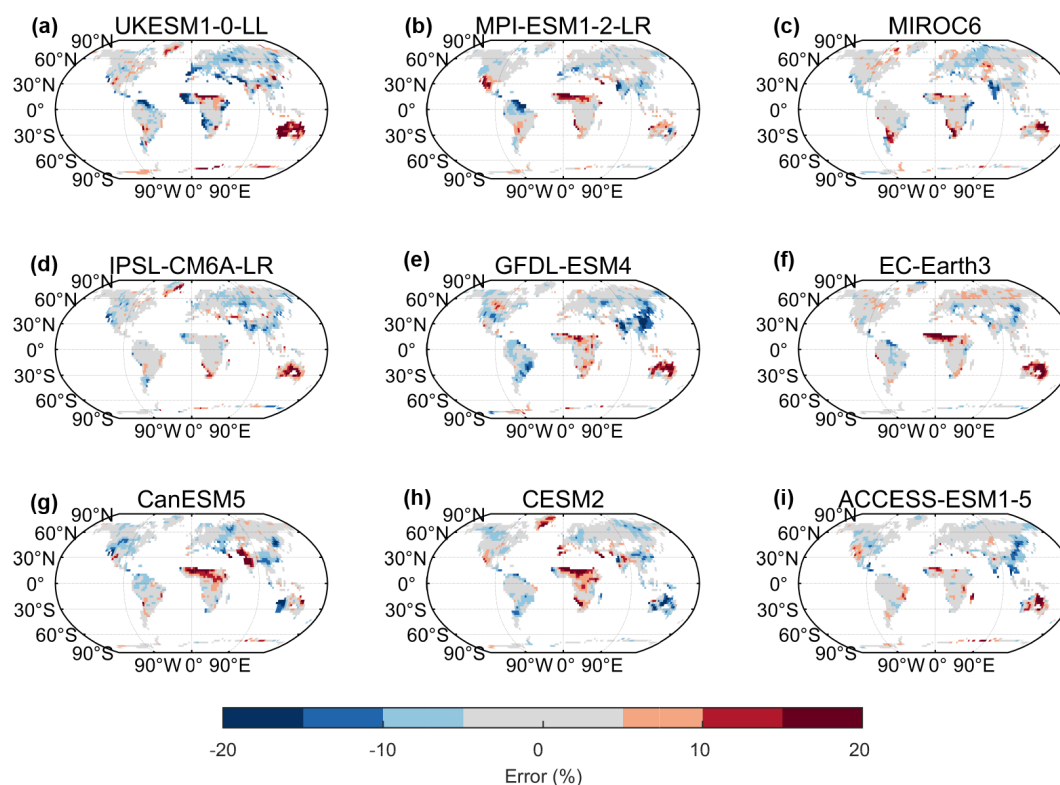 (a) UKESM1-0-LL
90°N
60°N
30°N
0°
30°S
60°S
90°S
90°W 0° 90°E
(b) MPI-ESM1-2-LR
90°N
60°N
30°N
0°
30°S
60°S
90°S
90°W 0° 90°E
(c) MIROC6
90°N
60°N
30°N
0°
30°S
60°S
90°S
90°W 0° 90°E
(d) IPSL-CM6A-LR
90°N
60°N
30°N
0°
30°S
60°S
90°S
90°W 0° 90°E
(e) GFDL-ESM4
90°N
60°N
30°N
0°
30°S
60°S
90°S
90°W 0° 90°E
(f) EC-Earth3
90°N
60°N
30°N
0°
30°S
60°S
90°S
90°W 0° 90°E
(g) CanESM5
90°N
60°N
30°N
0°
30°S
60°S
90°S
90°W 0° 90°E
(h) CESM2
90°N
60°N
30°N
0°
30°S
60°S
90°S
90°W 0° 90°E
(i) ACCESS-ESM1-5
90°N
60°N
30°N
0°
30°S
60°S
90°S
90°W 0° 90°E
-20 -10 0 10 20
Error (%)